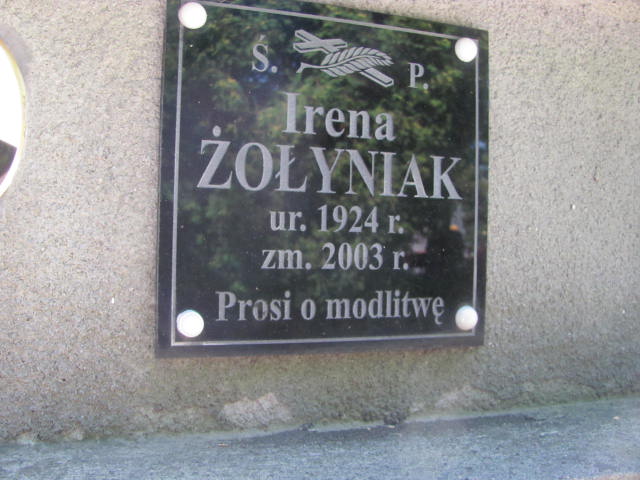 Ś. P.
Irena
ŻOŁYNIAK
ur. 1924 r.
zm. 2003 r.
Prosi o modlitwę